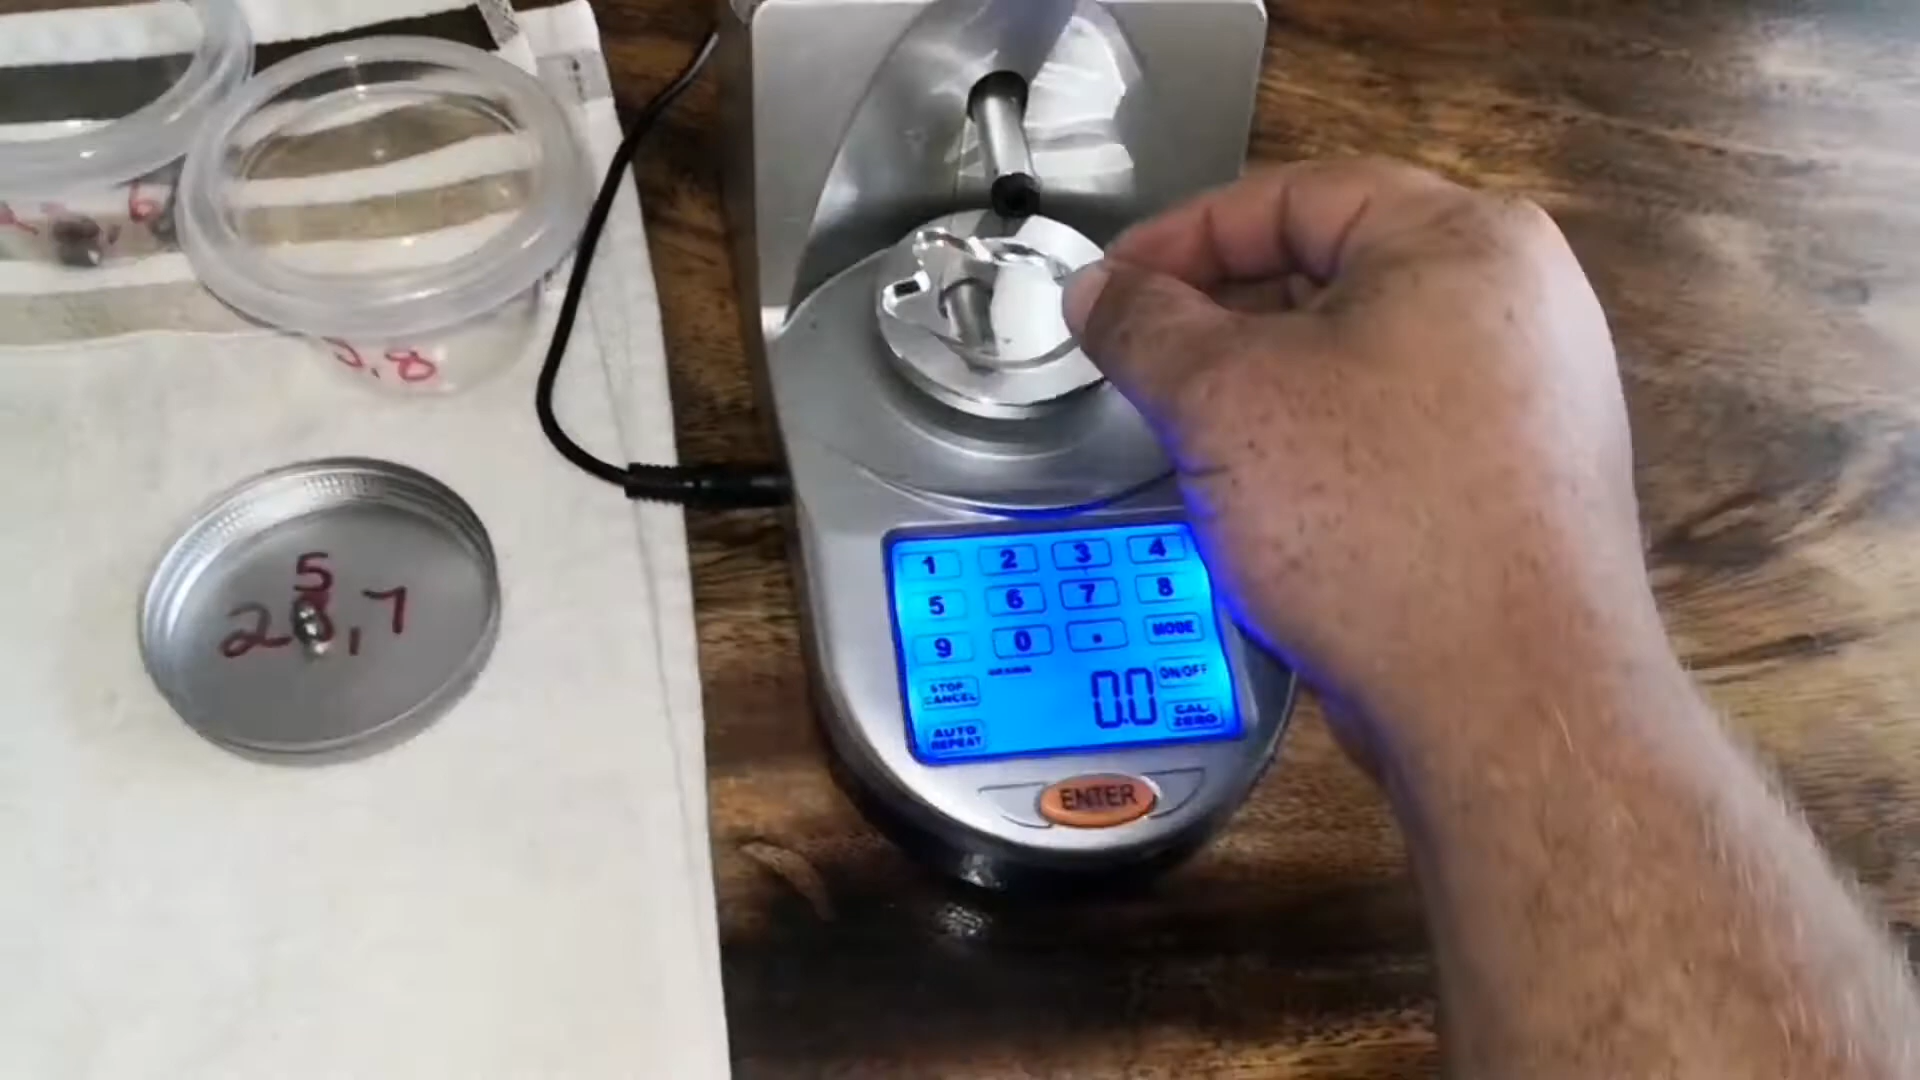 .8
5
28,7
1 2 3 4
5 6 7 8
9 0 . MODE
STOP
CANCEL
ON/OFF
0.0
AUTO
REPEAT
CAL/
ZERO
ENTER